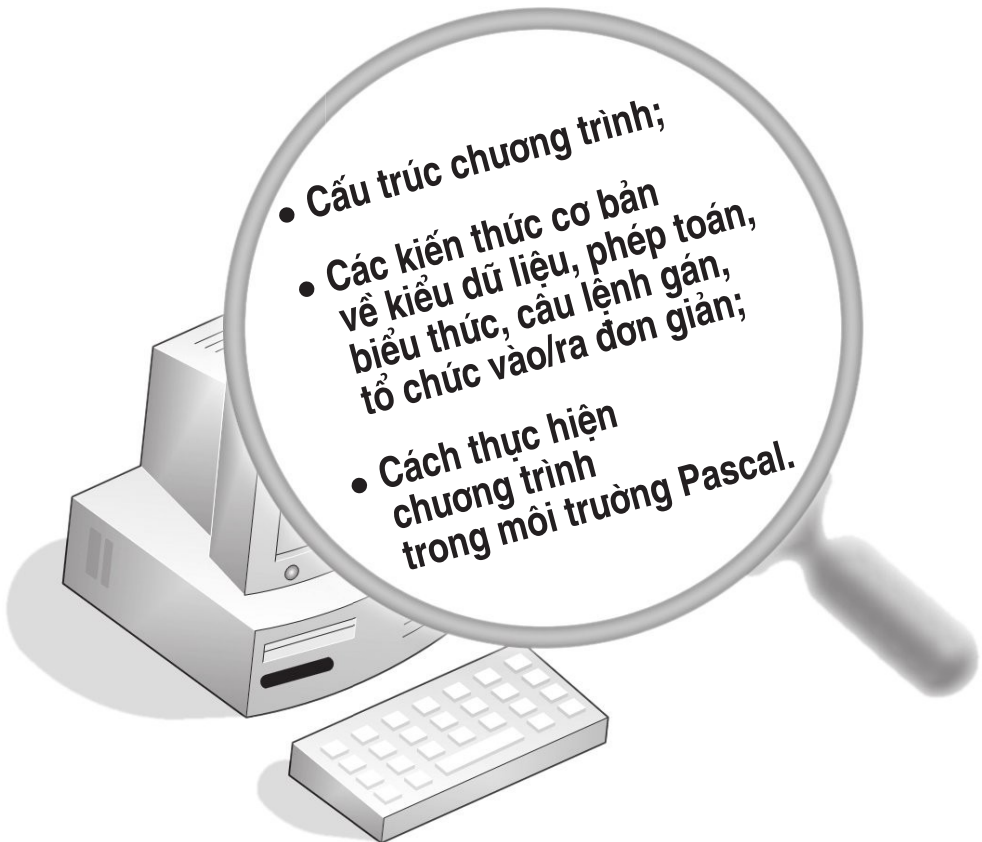 • Cấu trúc chương trình;
• Các kiến thức cơ bản
về kiểu dữ liệu, phép toán,
biểu thức, câu lệnh gán,
tổ chức vào/ra đơn giản;
• Cách thực hiện
chương trình
trong môi trường Pascal.